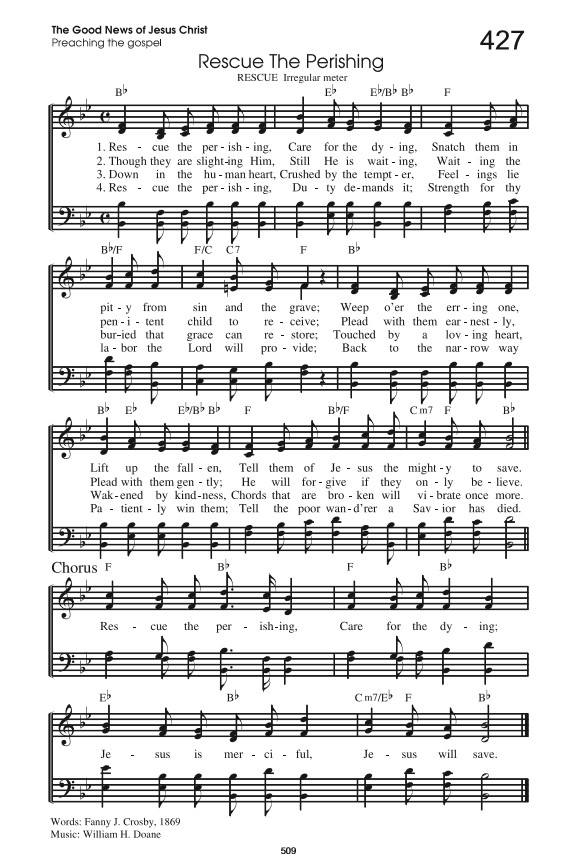 The Good News of Jesus Christ
Preaching the gospel
427
Rescue The Perishing
RESCUE Irregular meter
B♭ E♭ E♭/B♭ B♭ F
1. Res - cue the per - ish - ing, Care for the dy - ing, Snatch them in
2. Though they are slight-ing Him, Still He is wait - ing, Wait - ing the
3. Down in the hu - man heart, Crushed by the tempt - er, Feel - ings lie
4. Res - cue the per - ish - ing, Du - ty de-mands it; Strength for thy
B♭/F F/C C7 F B♭
pit - y from sin and the grave; Weep o'er the err - ing one,
pen - i - tent child to re - ceive; Plead with them ear - nest - ly,
bur-ied that grace can re - store; Touched by a lov - ing heart,
la - bor the Lord will pro - vide; Back to the nar - row way
B♭ E♭ E♭/B♭ B♭ F B♭/F Cm7 F B♭
Lift up the fall - en, Tell them of Je - sus the might - y to save.
Plead with them gen - tly; He will for - give if they on - ly be - lieve.
Wak - ened by kind - ness, Chords that are bro - ken will vi - brate once more.
Pa - tient - ly win them; Tell the poor wan - d'rer a Sav - ior has died.
Chorus F B♭ F B♭
Res - cue the per - ish - ing, Care for the dy - ing;
E♭ B♭ Cm7/E♭ F B♭
Je - sus is mer - ci - ful, Je - sus will save.
Words: Fanny J. Crosby, 1869
Music: William H. Doane
509